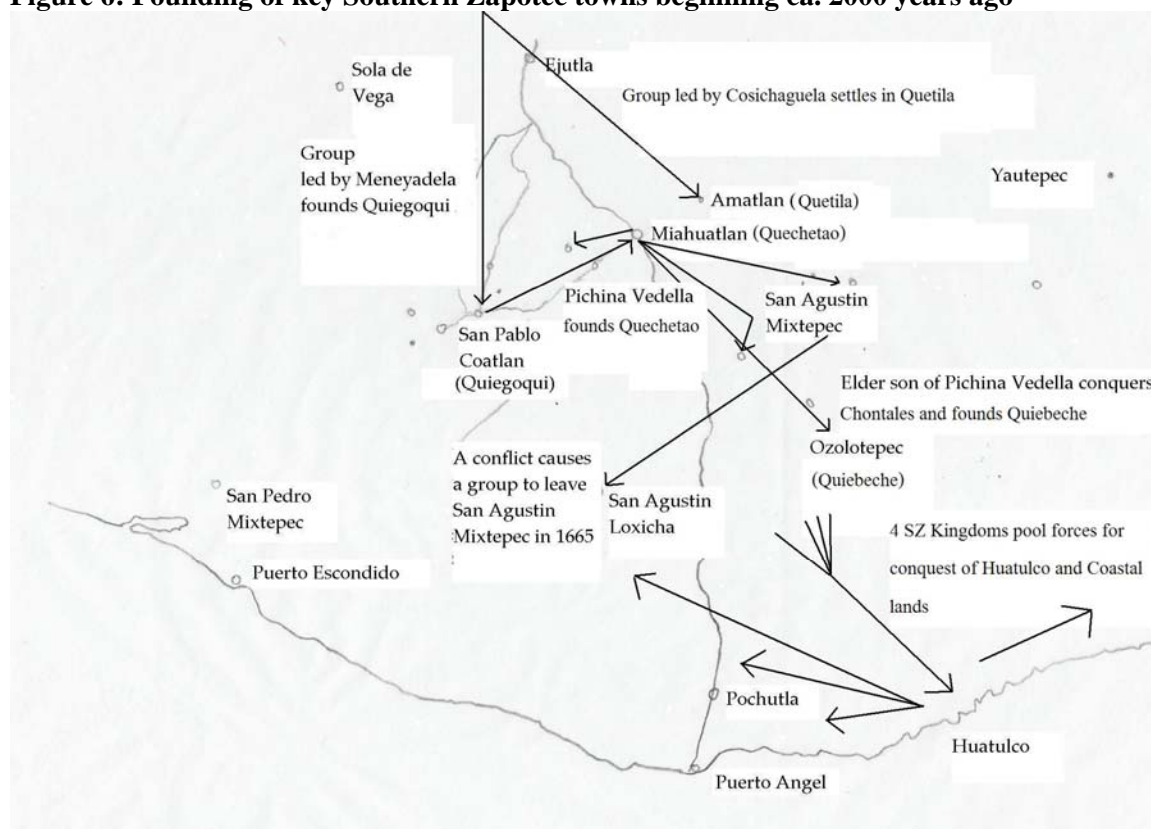 Figure 6: Founding of key Southern Zapotec towns beginning ca. 2000 years ago
Ejutla
Sola de
Vega
Group led by Cosichaguela settles in Quetila
Group
led by Meneyadela
founds Quiegoqui
Yautepec
Amatlan (Quetila)
Miahuatlan (Quechetao)
Pichina Vedella
founds Quechetao
San Agustin
Mixtepec
San Pablo
Coatlan
(Quiegoqui)
Elder son of Pichina Vedella conquers
Chontales and founds Quiebeche
Ozolotepec
(Quiebeche)
A conflict causes
a group to leave
San Agustin
Mixtepec in 1665
San Agustin
Loxicha
San Pedro
Mixtepec
4 SZ Kingdoms pool forces for
conquest of Huatulco and Coastal
lands
Puerto Escondido
Pochutla
Huatulco
Puerto Angel